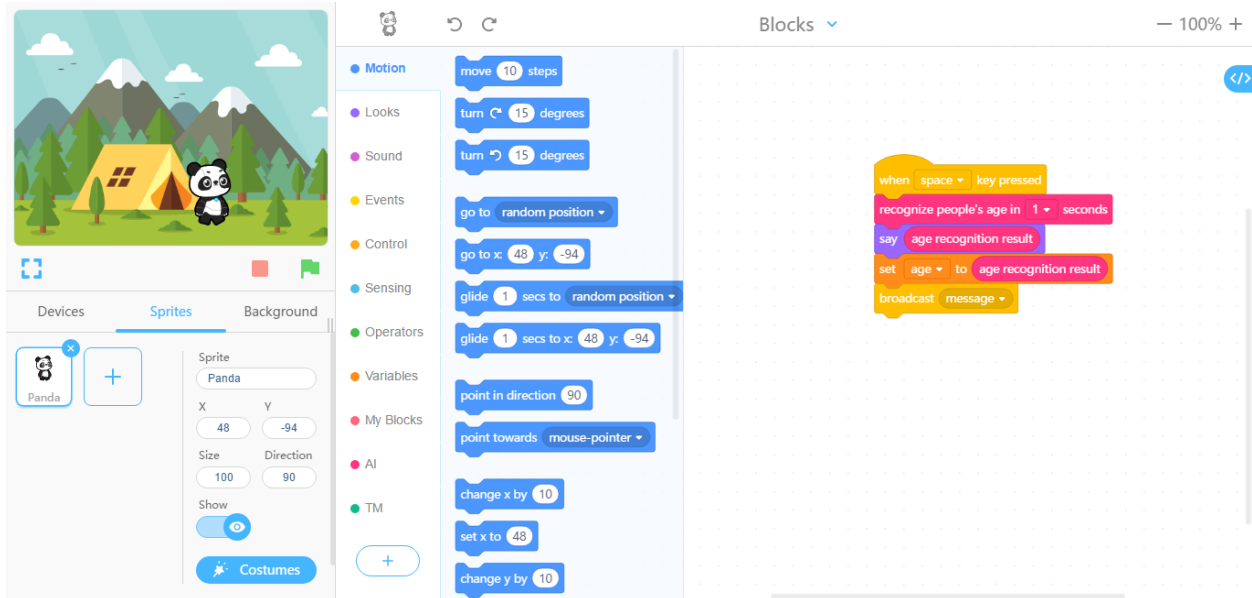 Blocks
— 100% +
</>
Motion
Looks
Sound
Events
Control
Sensing
Operators
Variables
My Blocks
AI
TM
+
move 10 steps
turn 15 degrees
turn 15 degrees
go to random position
go to x: 48 y: -94
glide 1 secs to random position
glide 1 secs to x: 48 y: -94
point in direction 90
point towards mouse-pointer
change x by 10
set x to 48
change y by 10
when space key pressed
recognize people's age in 1 seconds
say age recognition result
set age to age recognition result
broadcast message
Devices Sprites Background
Panda
+
Sprite
Panda
X Y
48 -94
Size Direction
100 90
Show
Costumes